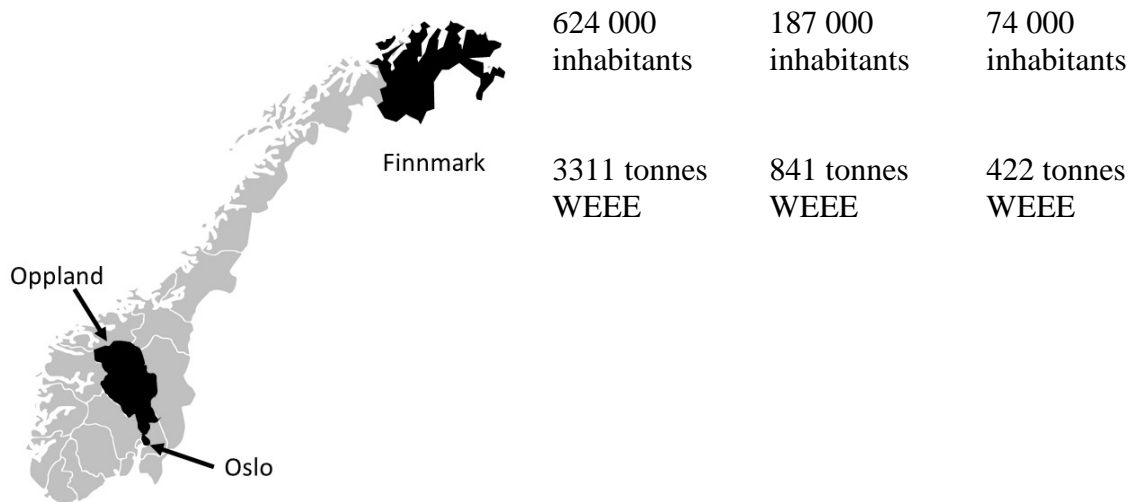 624 000
inhabitants
187 000
inhabitants
74 000
inhabitants
Finnmark
3311 tonnes
WEEE
841 tonnes
WEEE
422 tonnes
WEEE
Oppland
Oslo